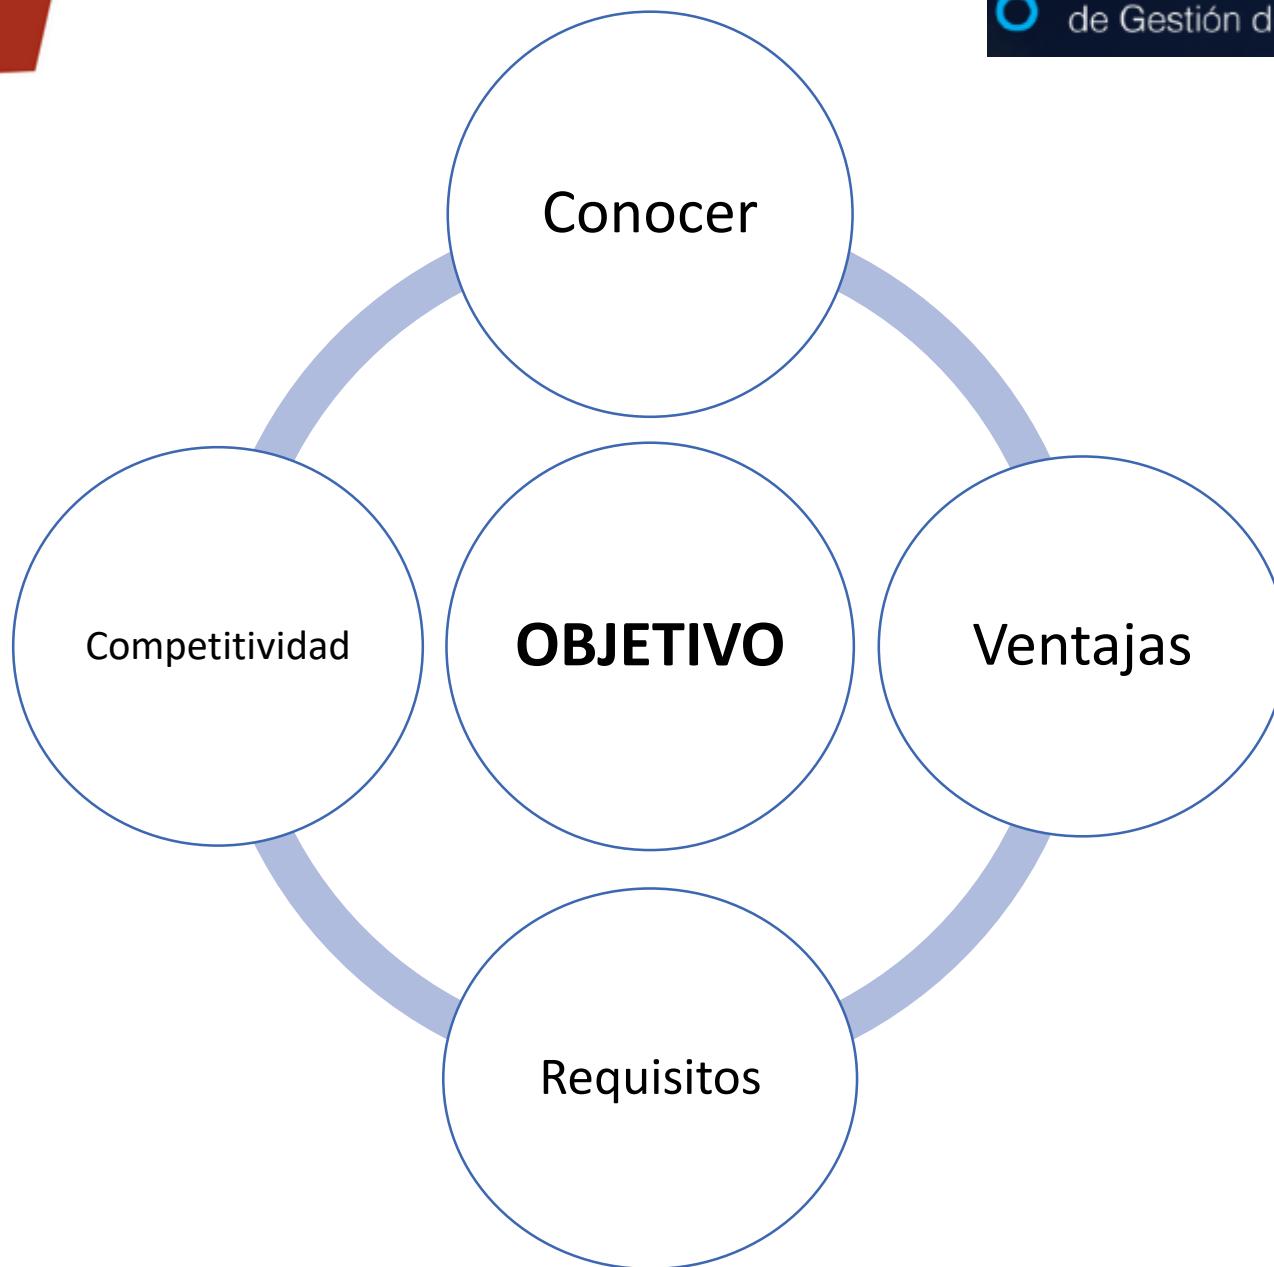 de Gestión d
Conocer
Competitividad
OBJETIVO
Ventajas
Requisitos